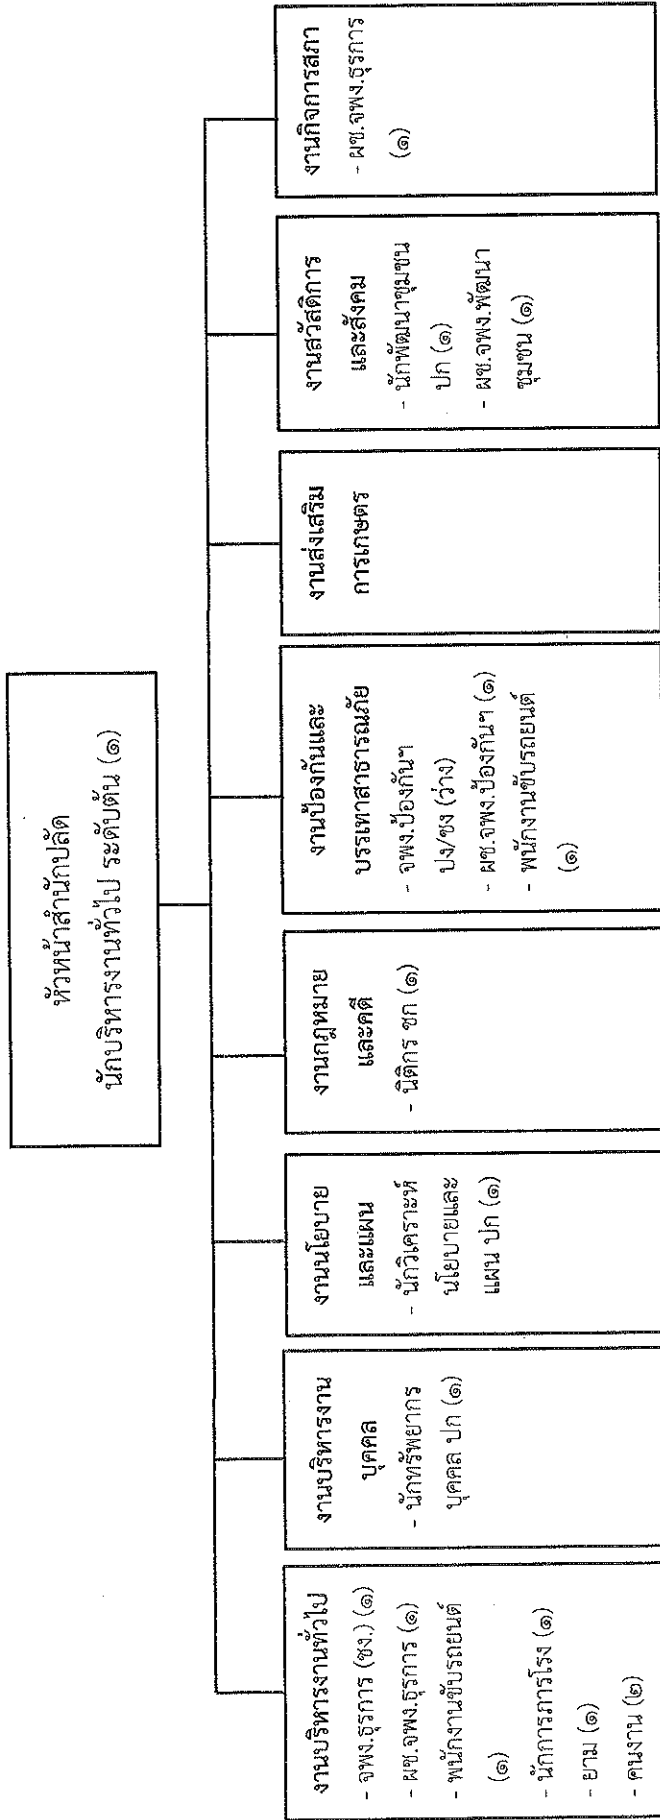 หัวหน้าสำนักปลัด
นักบริหารงานทั่วไป ระดับต้น (๑)
งานบริหารงานทั่วไป
- จพง.ธุรการ (ชง.) (๑)
- ผช.จพง.ธุรการ (๑)
- พนักงานขับรถยนต์
(๑)
- นักการภารโรง (๑)
- ยาม (๑)
- คนงาน (๒)
งานบริหารงาน
บุคคล
- นักทรัพยากร
บุคคล ปก (๑)
งานนโยบาย
และแผน
- นักวิเคราะห์
นโยบายและ
แผน ปก (๑)
งานกฎหมาย
และคดี
- นิติกร ชก (๑)
งานป้องกันและ
บรรเทาสาธารณภัย
- จพง.ป้องกันฯ
ปง/ชง (ว่าง)
- ผช.จพง.ป้องกันฯ (๑)
- พนักงานขับรถยนต์
(๑)
งานส่งเสริม
การเกษตร
งานสวัสดิการ
และสังคม
- นักพัฒนาชุมชน
ปก (๑)
- ผช.จพง.พัฒนา
ชุมชน (๑)
งานกิจการสภา
- ผช.จพง.ธุรการ
(๑)